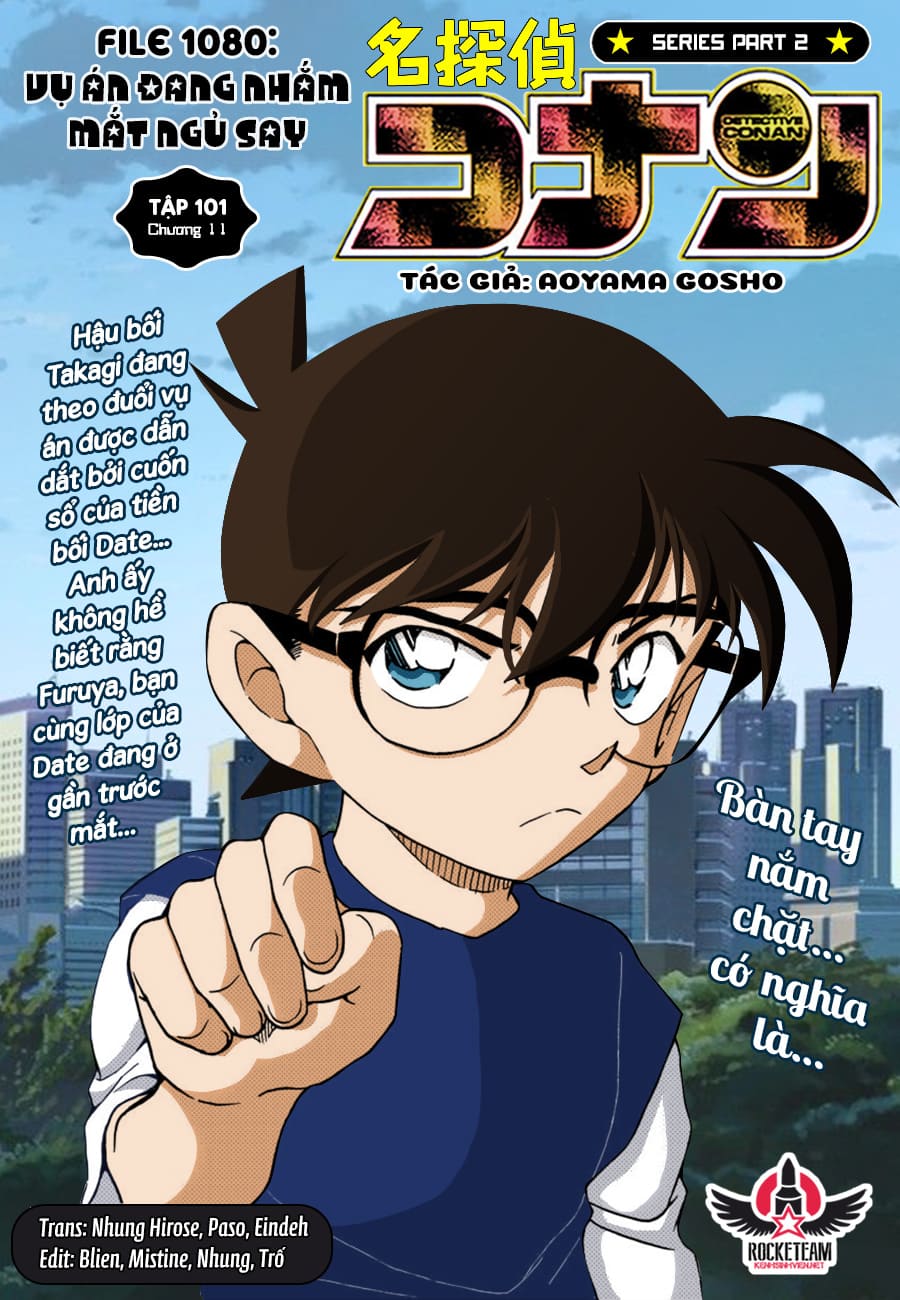 FILE 1080:
VỤ ÁN ĐANG NHẮM
MẮT NGỦ SAY
名探偵
SERIES PART 2
コナン
DETECTIVE
CONAN
TẬP 101
Chương 11
TÁC GIẢ: AOYAMA GOSHO
Hậu bối
Takagi đang
theo đuổi vụ
án được dẫn
dắt bởi cuốn
sổ của tiền
bối Date...
Anh ấy
không hề
biết rằng
Furuya, bạn
cùng lớp của
Date đang ở
gần trước
mắt...
Bàn tay
nắm
chặt...
có nghĩa
là...
Trans: Nhung Hirose, Paso, Eindeh
Edit: Blien, Mistine, Nhung, Trố
ROCKETEAM
KENHSINHVIEN.NET